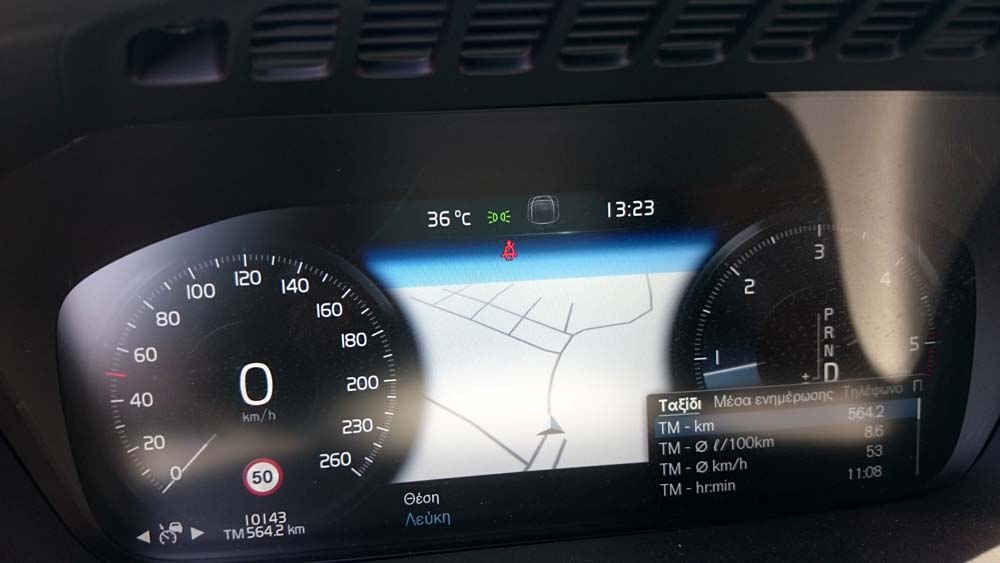 36 °C 13:23
0
20
40
60
80
100
120
140
160
180
200
230
260
0
km/h
50
10143
TM 564.2 km
Θέση
Λεύκη
1
2
3
4
5
P
R
N
D
±
Ταξίδι Μέσα ενημέρωσης Τηλέφωνο Π
TM - km 564.2
TM - Ø ℓ/100km 8.6
TM - Ø km/h 53
TM - hr:min 11:08